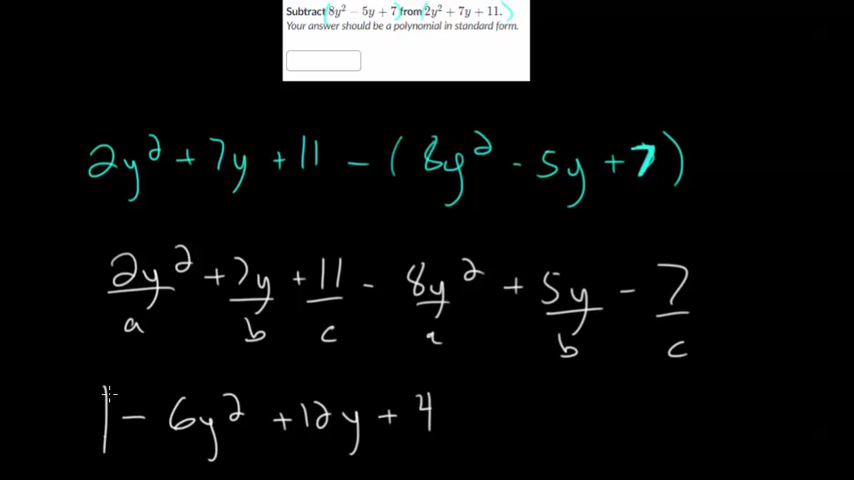 Subtract (8y² − 5y + 7) from (2y² + 7y + 11.)
Your answer should be a polynomial in standard form.
2y² + 7y + 11 - (8y² - 5y + 7)
2y² + 7y + 11 - 8y² + 5y - 7
a b c a b c
- 6y² + 12y + 4